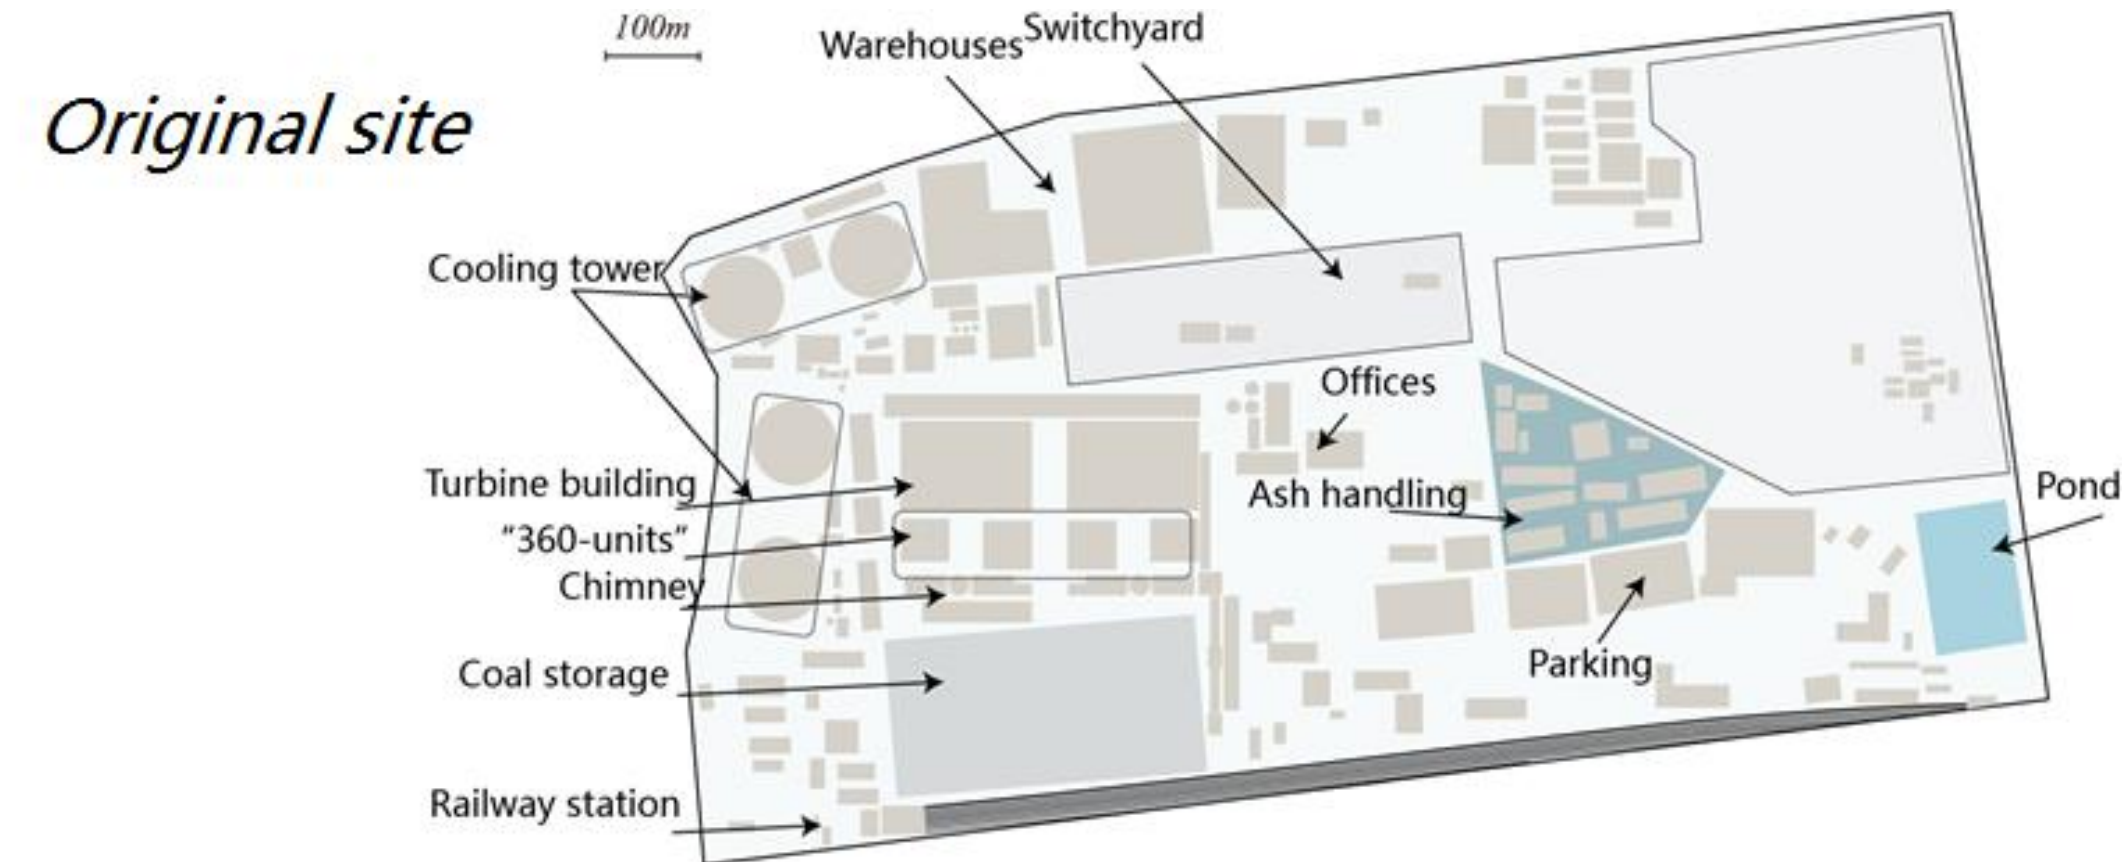 100m
Warehouses
Switchyard
Original site
Cooling tower
Offices
Turbine building
Ash handling
Pond
"360-units"
Chimney
Parking
Coal storage
Railway station